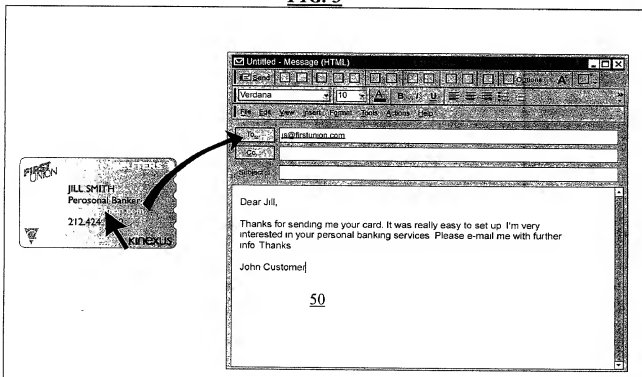 FIG. 5
Untitled - Message (HTML)
Send Options
Verdana 10 A B I U
File Edit View Insert Format Tools Actions Help
To... js@firstunion.com
Cc...
Subject:
FIRST
UNION
JILL SMITH
Perosonal Banker
212.424
KINEXUS
Dear Jill,
Thanks for sending me your card. It was really easy to set up I'm very
interested in your personal banking services Please e-mail me with further
info Thanks
John Customer
50